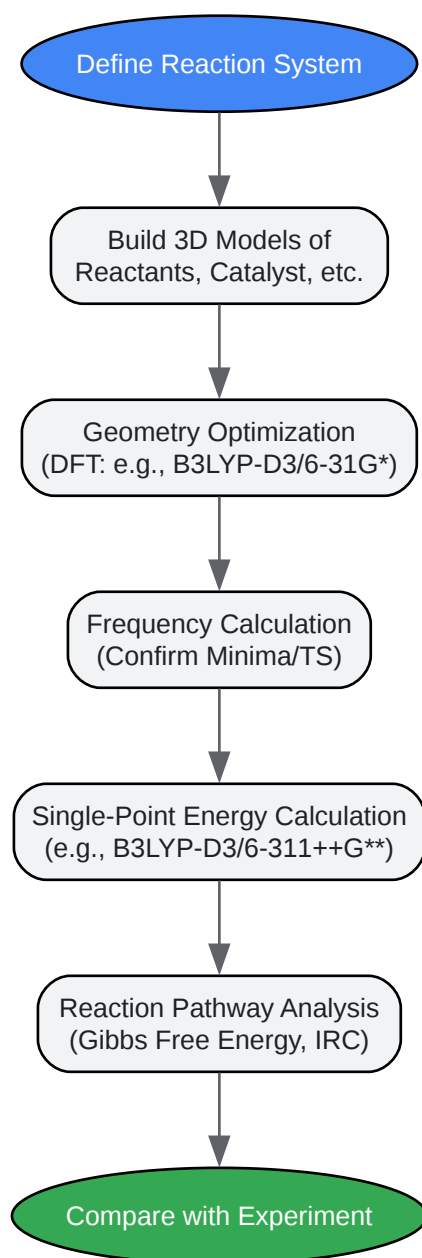 Define Reaction System
Build 3D Models of
Reactants, Catalyst, etc.
Geometry Optimization
(DFT: e.g., B3LYP-D3/6-31G*)
Frequency Calculation
(Confirm Minima/TS)
Single-Point Energy Calculation
(e.g., B3LYP-D3/6-311++G**)
Reaction Pathway Analysis
(Gibbs Free Energy, IRC)
Compare with Experiment